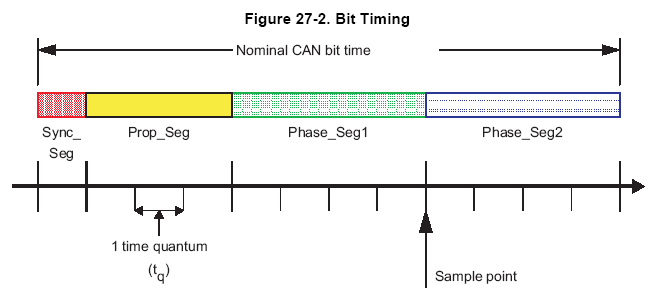 Figure 27-2. Bit Timing
Nominal CAN bit time
Sync_
Seg
Prop_Seg
Phase_Seg1
Phase_Seg2
1 time quantum
(tq)
Sample point